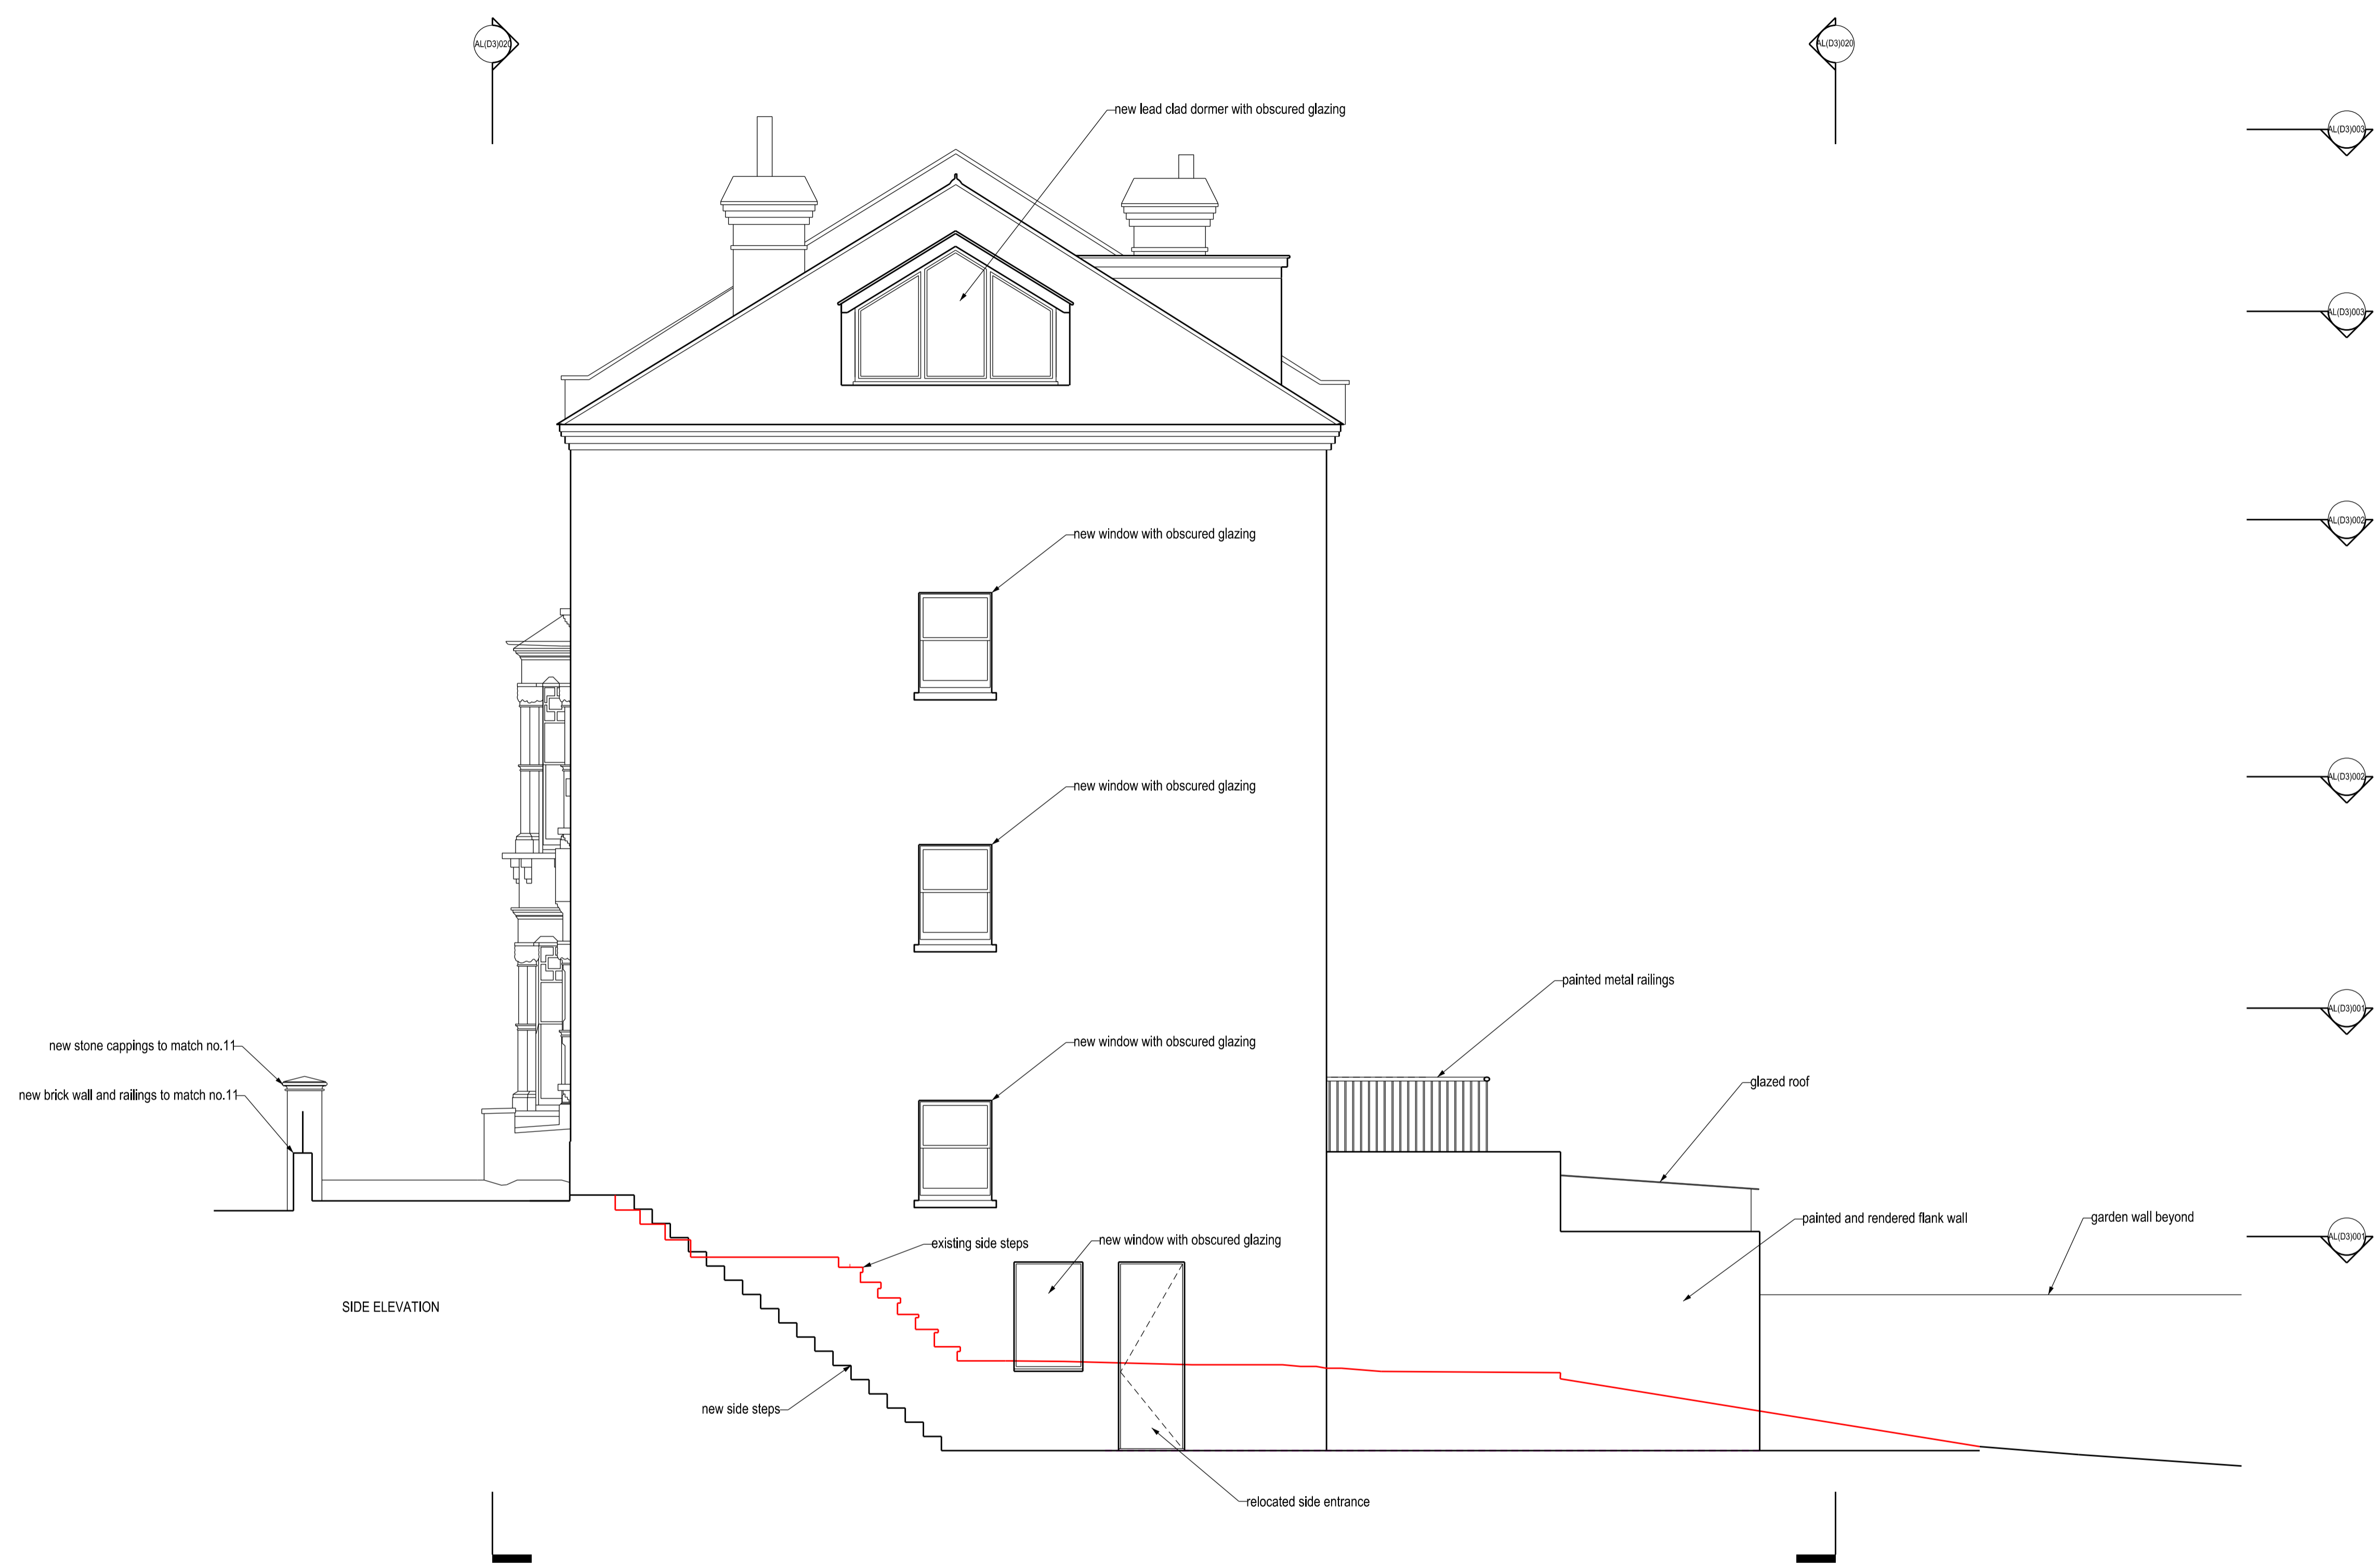 AL(D3)020
AL(D3)020
new lead clad dormer with obscured glazing
AL(D3)003
AL(D3)003
AL(D3)002
new window with obscured glazing
AL(D3)002
new window with obscured glazing
painted metal railings
AL(D3)001
new stone cappings to match no.11
new window with obscured glazing
glazed roof
new brick wall and railings to match no.11
painted and rendered flank wall
garden wall beyond
AL(D3)001
existing side steps
new window with obscured glazing
SIDE ELEVATION
new side steps
relocated side entrance